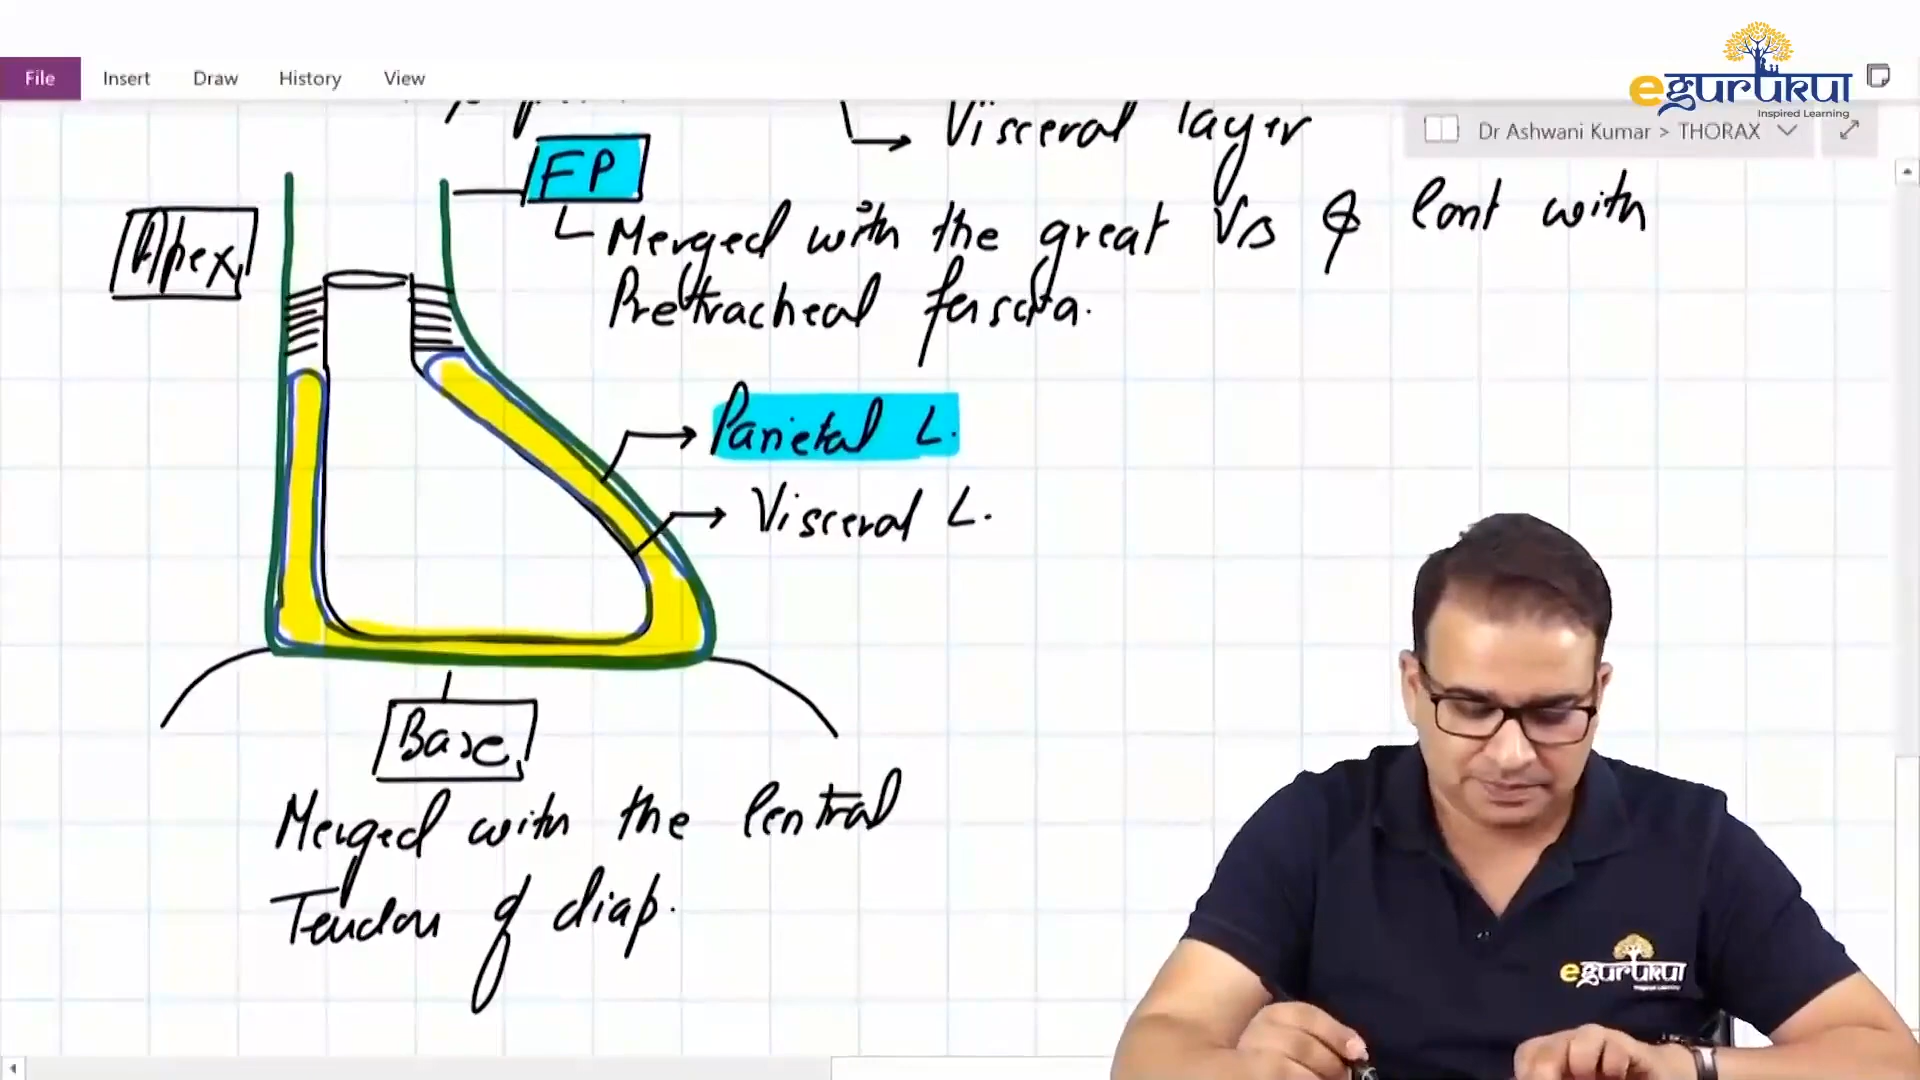 File Insert Draw History View
egurukul
Inspired Learning
Dr Ashwani Kumar > THORAX
Visceral layer
FP
Merged with the great Vs & Cont with
Pretracheal fascia.
Apex
Parietal L.
Visceral L.
Base
Merged with the Central
Tendon of diap.
egurukul